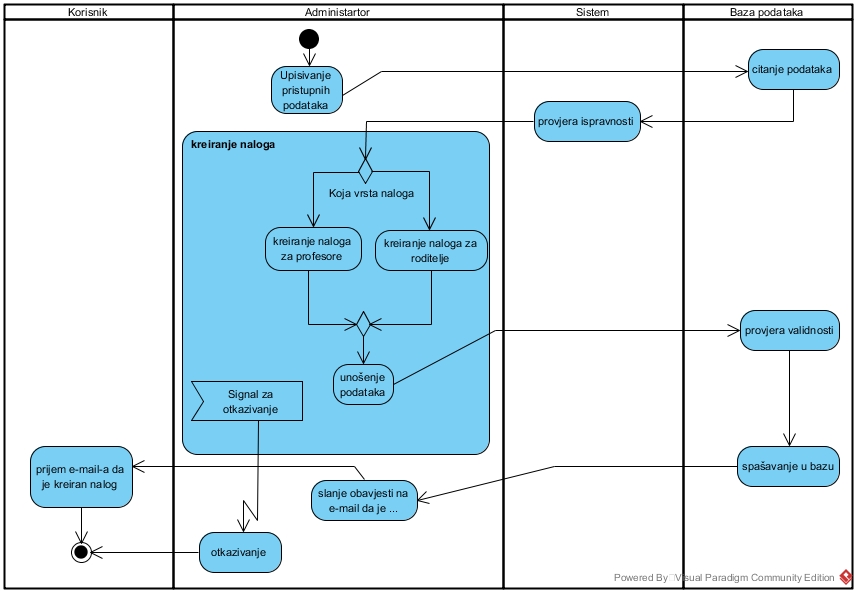 Korisnik
Administartor
Sistem
Baza podataka
Upisivanje
pristupnih
podataka
citanje podataka
provjera ispravnosti
kreiranje naloga
Koja vrsta naloga
kreiranje naloga
za profesore
kreiranje naloga za
roditelje
provjera validnosti
unošenje
podataka
Signal za
otkazivanje
prijem e-mail-a da
je kreiran nalog
spašavanje u bazu
slanje obavjesti na
e-mail da je ...
otkazivanje
Powered By Visual Paradigm Community Edition